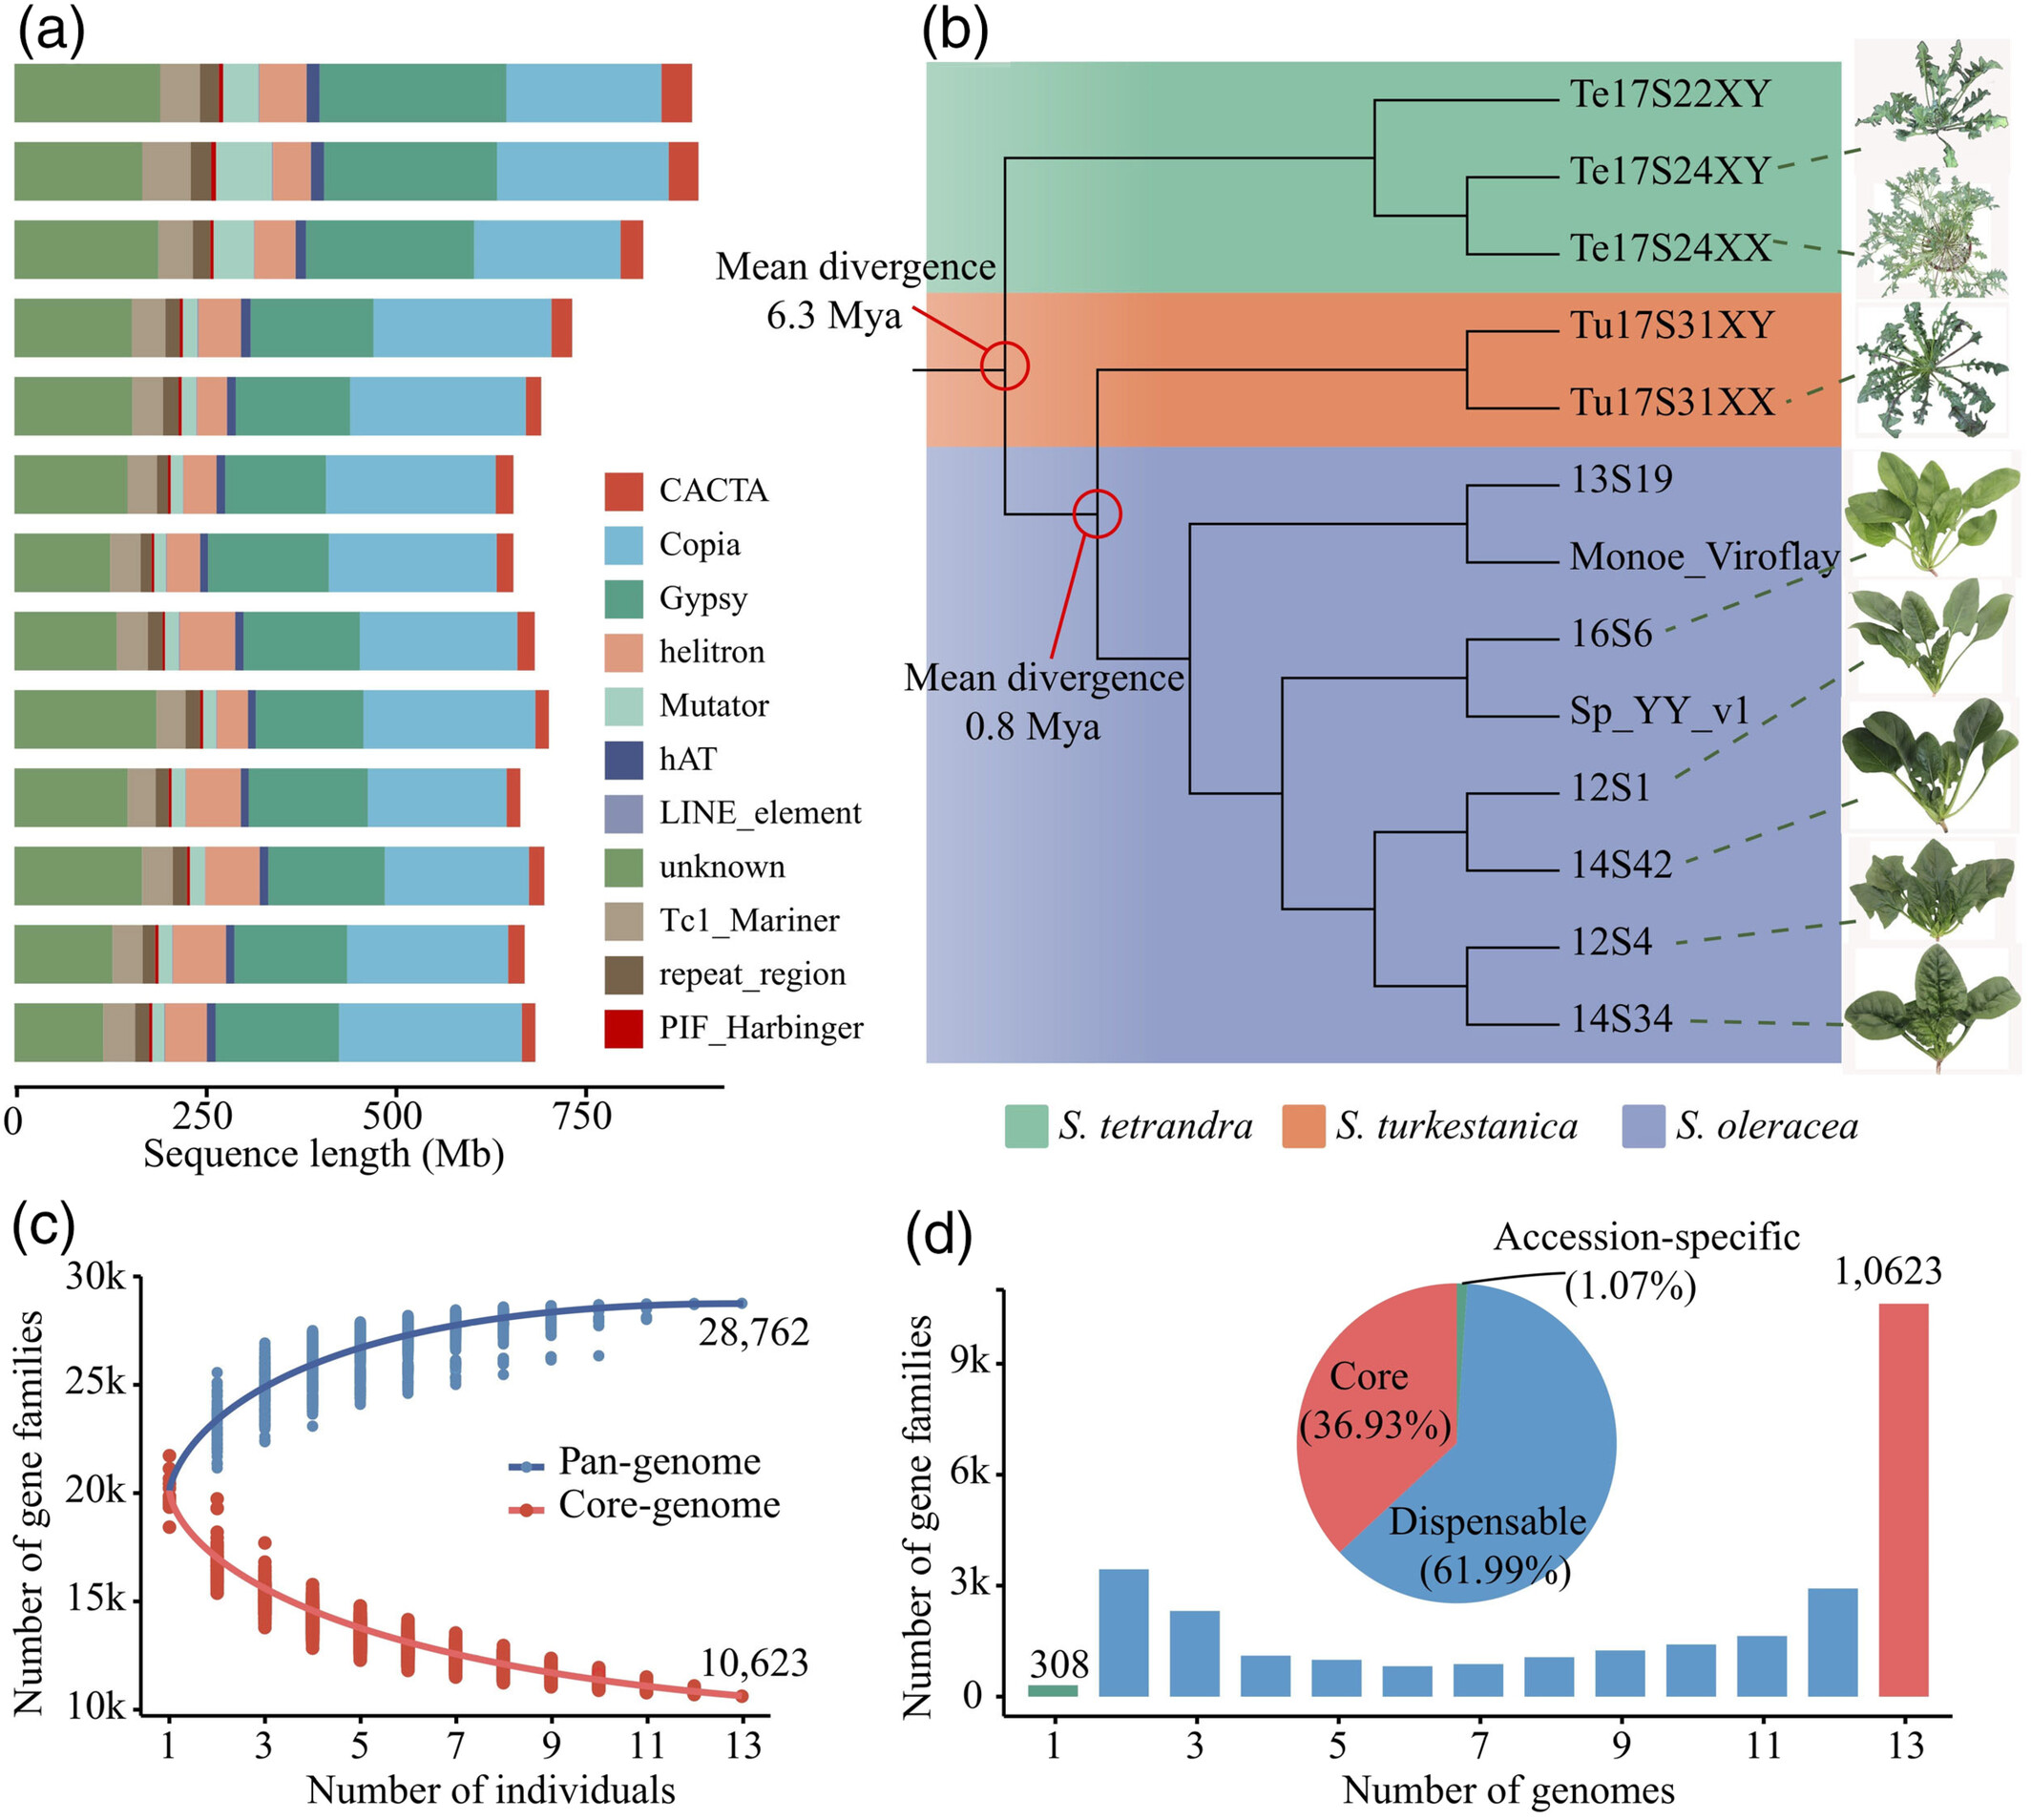 (a)
CACTA
Copia
Gypsy
helitron
Mutator
hAT
LINE_element
unknown
Tc1_Mariner
repeat_region
PIF_Harbinger
0
250
500
750
Sequence length (Mb)
(b)
Te17S22XY
Te17S24XY
Te17S24XX
Tu17S31XY
Tu17S31XX
13S19
Monoe_Viroflay
16S6
Sp_YY_v1
12S1
14S42
12S4
14S34
Mean divergence
6.3 Mya
Mean divergence
0.8 Mya
S. tetrandra
S. turkestanica
S. oleracea
(c)
Number of gene families
30k
25k
20k
15k
10k
28,762
Pan-genome
Core-genome
10,623
1
3
5
7
9
11
13
Number of individuals
(d)
Number of gene families
9k
6k
3k
0
Accession-specific
(1.07%)
Core
(36.93%)
Dispensable
(61.99%)
308
1,0623
1
3
5
7
9
11
13
Number of genomes